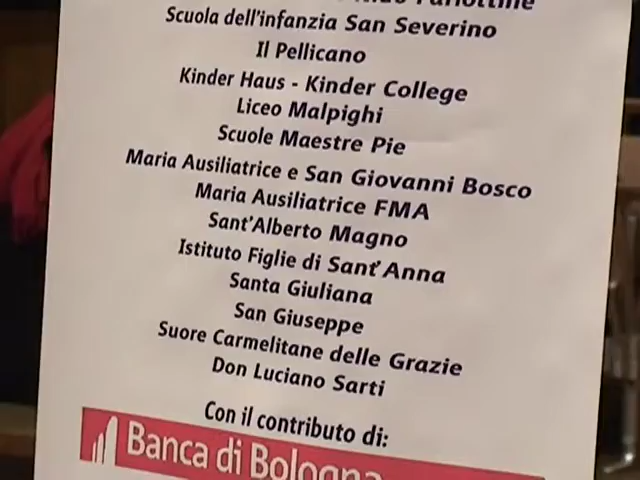 Scuola dell'infanzia San Severino
Il Pellicano
Kinder Haus - Kinder College
Liceo Malpighi
Scuole Maestre Pie
Maria Ausiliatrice e San Giovanni Bosco
Maria Ausiliatrice FMA
Sant'Alberto Magno
Istituto Figlie di Sant'Anna
Santa Giuliana
San Giuseppe
Suore Carmelitane delle Grazie
Don Luciano Sarti
Con il contributo di:
Banca di Bologna